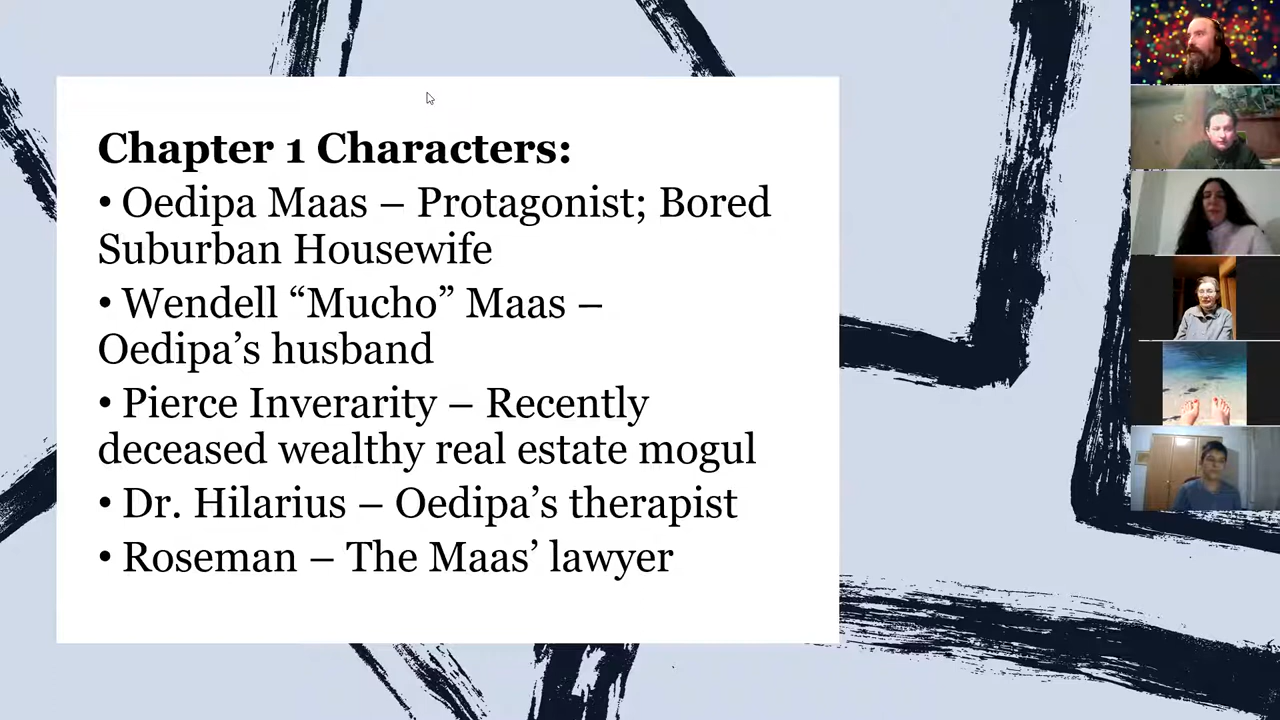 Chapter 1 Characters:
• Oedipa Maas – Protagonist; Bored
Suburban Housewife
• Wendell “Mucho” Maas –
Oedipa’s husband
• Pierce Inverarity – Recently
deceased wealthy real estate mogul
• Dr. Hilarius – Oedipa’s therapist
• Roseman – The Maas’ lawyer